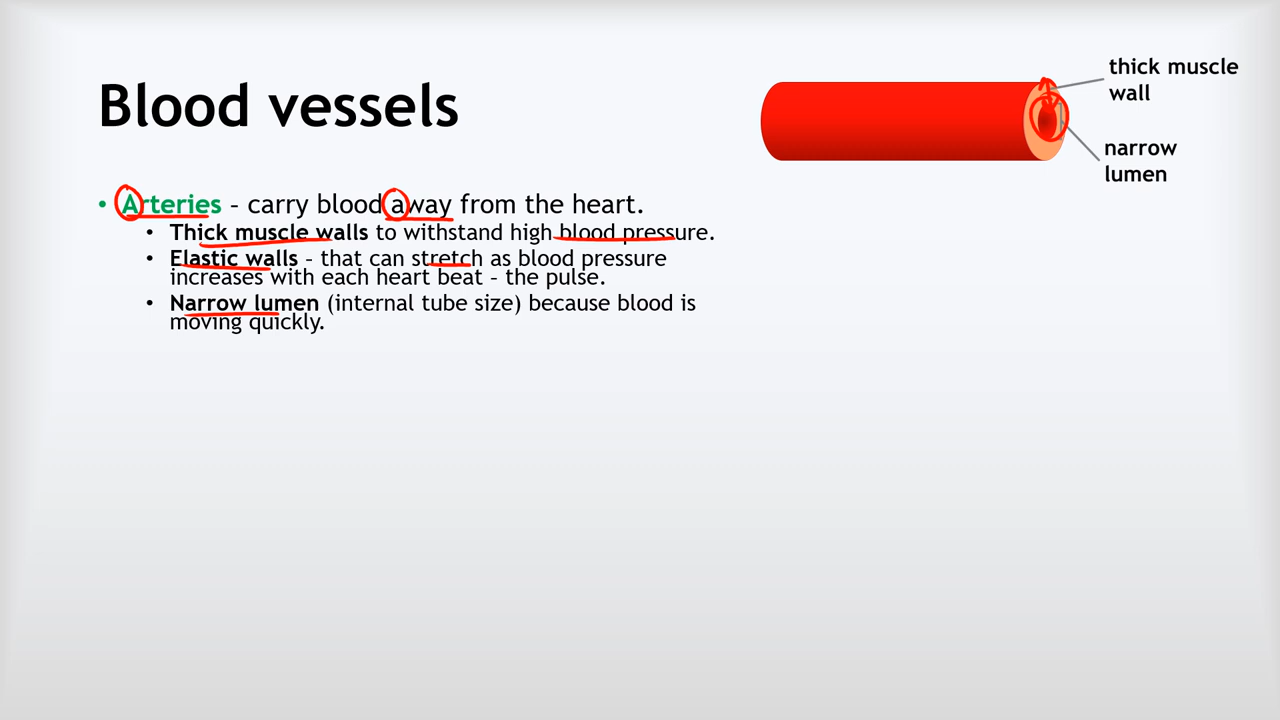 Blood vessels
thick muscle
wall
narrow
lumen
• Arteries - carry blood away from the heart.
• Thick muscle walls to withstand high blood pressure.
• Elastic walls - that can stretch as blood pressure
increases with each heart beat - the pulse.
• Narrow lumen (internal tube size) because blood is
moving quickly.